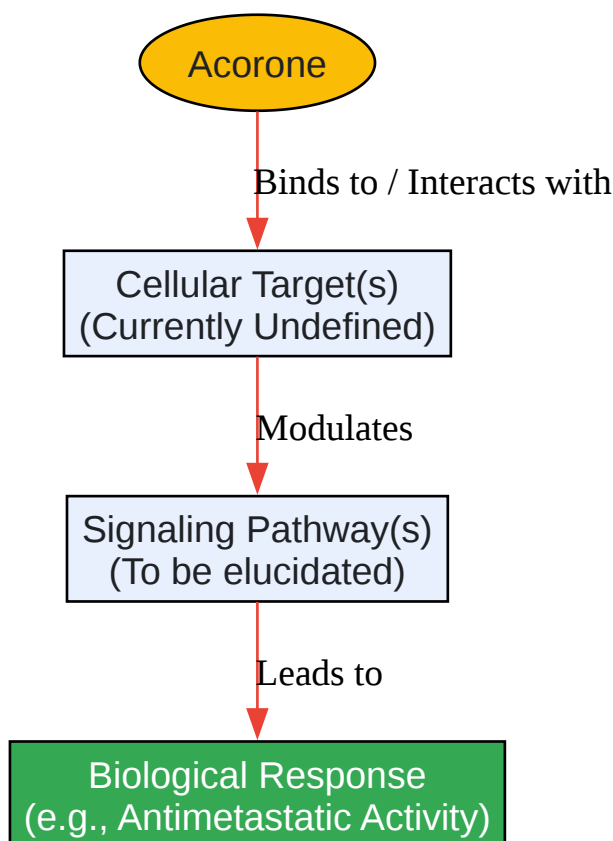 Acorone
Binds to / Interacts with
Cellular Target(s)
(Currently Undefined)
Modulates
Signaling Pathway(s)
(To be elucidated)
Leads to
Biological Response
(e.g., Antimetastatic Activity)